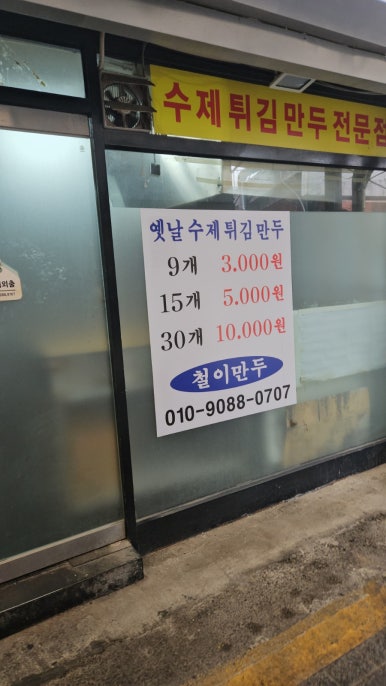 수제 튀김 만두 전문점
옛날 수제 튀김 만두
9개 3.000원
15개 5.000원
30개 10.000원
철이만두
010-9088-0707
외출